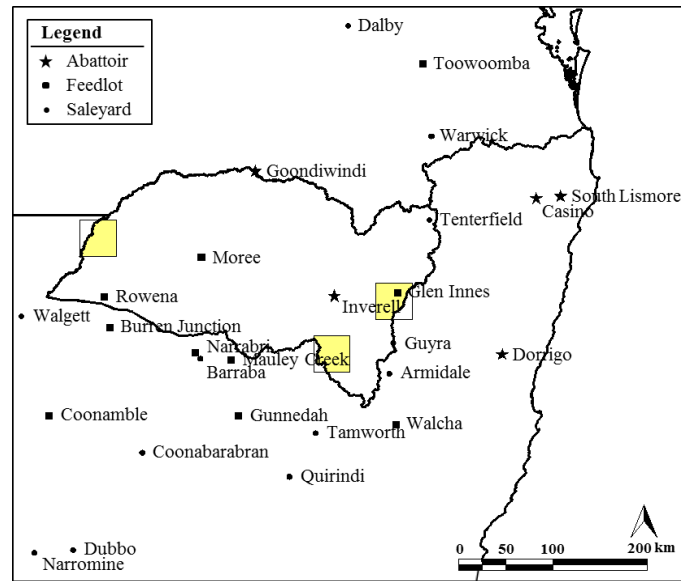 Legend
Abattoir
Feedlot
Saleyard
Dalby
Toowoomba
Warwick
Goondiwindi
South Lismore
Casino
Tenterfield
Moree
Glen Innes
Rowena
Inverell
Walgett
Burren Junction
Guyra
Narrabri
Dorrigo
Mauley Creek
Barraba
Armidale
Coonamble
Gunnedah
Walcha
Tamworth
Coonabarabran
Quirindi
Dubbo
Narromine
0 25 50 100 200 km